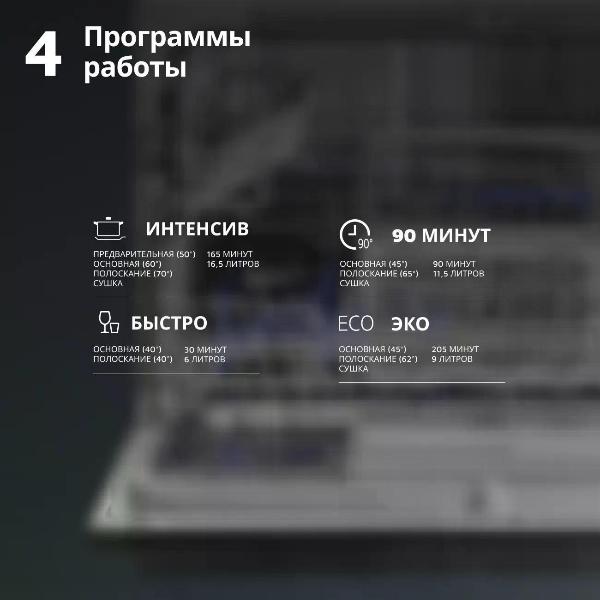 4 Программы
работы
ИНТЕНСИВ
ПРЕДВАРИТЕЛЬНАЯ (50°) 165 МИНУТ
ОСНОВНАЯ (60°) 16,5 ЛИТРОВ
ПОЛОСКАНИЕ (70°)
СУШКА
90° 90 МИНУТ
ОСНОВНАЯ (45°) 90 МИНУТ
ПОЛОСКАНИЕ (65°) 11,5 ЛИТРОВ
СУШКА
БЫСТРО
ОСНОВНАЯ (40°) 30 МИНУТ
ПОЛОСКАНИЕ (40°) 6 ЛИТРОВ
ECO ЭКО
ОСНОВНАЯ (45°) 205 МИНУТ
ПОЛОСКАНИЕ (62°) 9 ЛИТРОВ
СУШКА